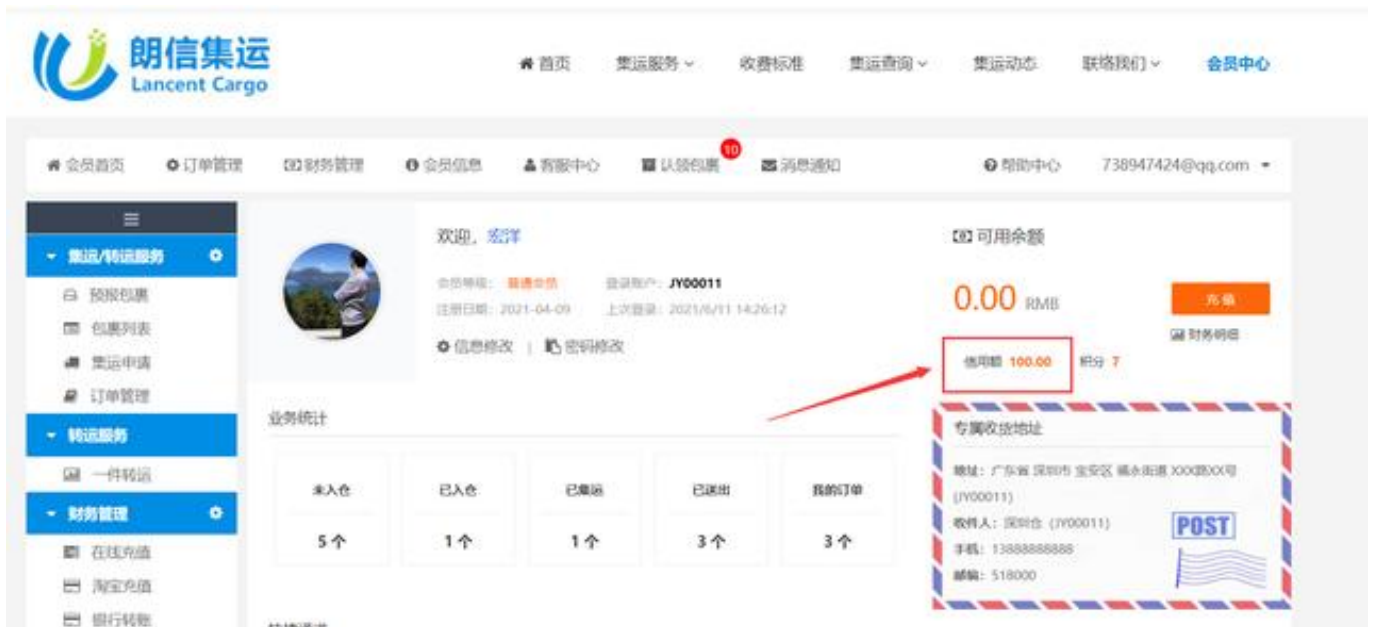 朗信集运
Lancent Cargo
首页 集运服务 收费标准 集运查询 集运动态 联络我们 会员中心
会员首页 订单管理 财务管理 会员信息 客服中心 认领包裹 10 消息通知 帮助中心 738947424@qq.com
集运/转运服务
预报包裹
包裹列表
集运申请
订单管理
转运服务
一件转运
财务管理
在线充值
淘宝充值
银行转账
欢迎，宏洋
会员等级：普通会员 登录账户：JY00011
注册日期：2021-04-09 上次登录：2021/6/11 14:26:12
信息修改 | 密码修改
可用余额
0.00 RMB
充值
财务明细
信用额 100.00 积分 7
业务统计
未入仓 已入仓 已集运 已送出 我的订单
5个 1个 1个 3个 3个
专属收货地址
地址：广东省 深圳市 宝安区 福永街道 XXX路XX号
(JY00011)
收件人：深圳仓 (JY00011)
手机：13888888888
邮编：518000
POST